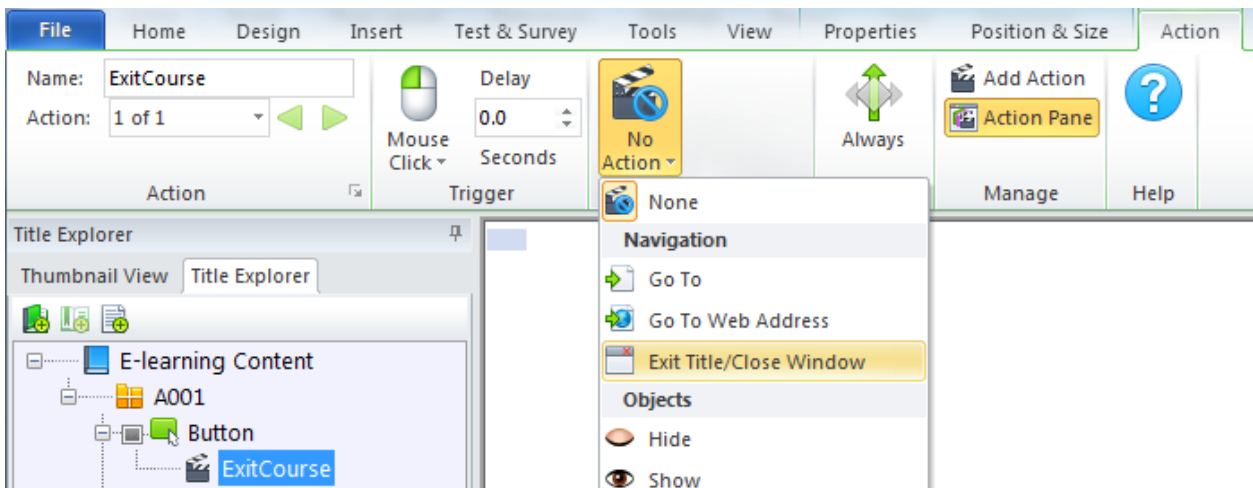 File Home Design Insert Test & Survey Tools View Properties Position & Size Action
Name: ExitCourse
Action: 1 of 1
Action
Mouse
Click
Delay
0.0
Seconds
Trigger
No
Action
Always
Add Action
Action Pane
Manage
Help
None
Navigation
Go To
Go To Web Address
Exit Title/Close Window
Objects
Hide
Show
Title Explorer
Thumbnail View Title Explorer
E-learning Content
A001
Button
ExitCourse